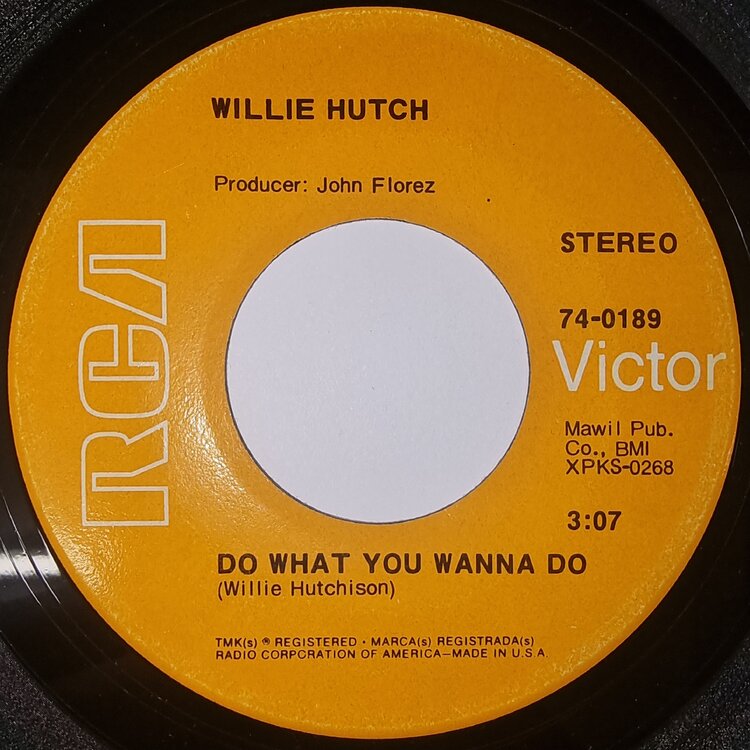 WILLIE HUTCH
Producer: John Florez
RCA
STEREO
74-0189
Victor
Mawil Pub.
Co., BMI
XPKS-0268
3:07
DO WHAT YOU WANNA DO
(Willie Hutchison)
TMK(s) ® REGISTERED • MARCA(s) REGISTRADA(s)
RADIO CORPORATION OF AMERICA—MADE IN U.S.A.